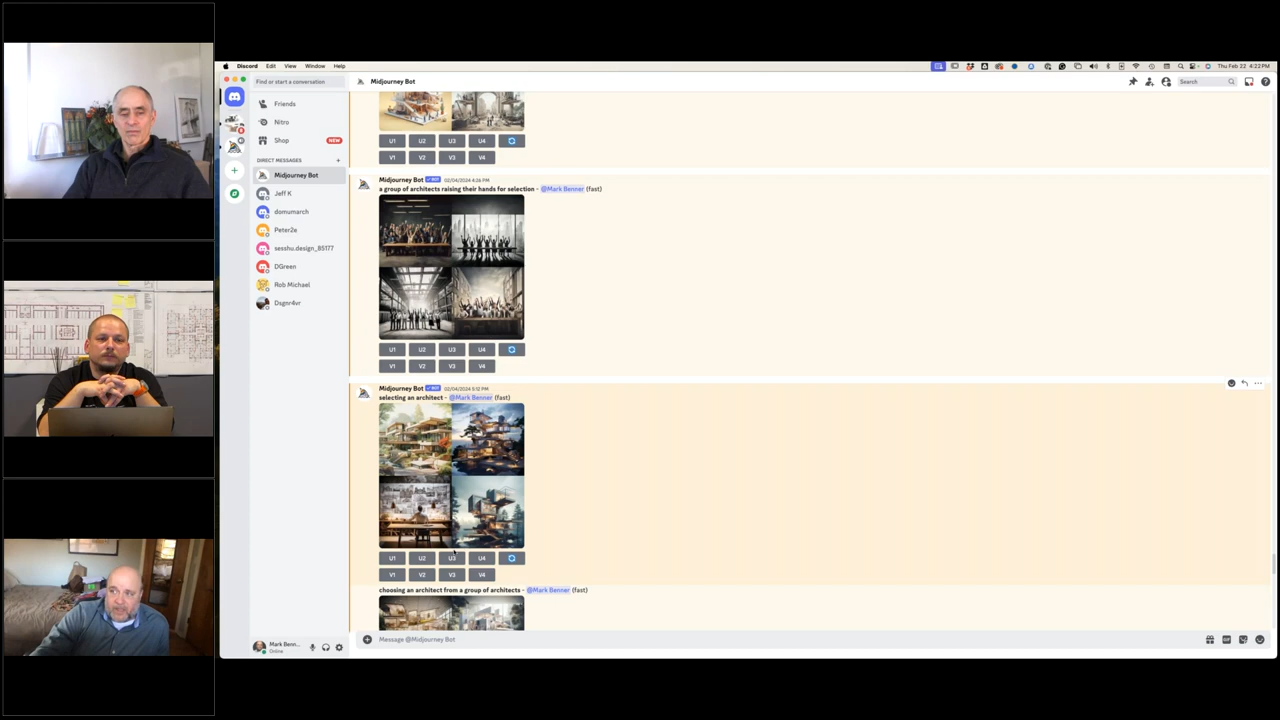 Discord Edit View Window Help
Thu Feb 22 4:22PM
Find or start a conversation
Midjourney Bot
Search
Friends
Nitro
Shop NEW
DIRECT MESSAGES +
Midjourney Bot
Jeff K
domumarch
Peter2e
sesshu.design_85177
DGreen
Rob Michael
Dsgnr4vr
Mark Benn...
Online
U1 U2 U3 U4
V1 V2 V3 V4
Midjourney Bot BOT 02/04/2024 4:26 PM
a group of architects raising their hands for selection - @Mark Benner (fast)
U1 U2 U3 U4
V1 V2 V3 V4
Midjourney Bot BOT 02/04/2024 5:12 PM
selecting an architect - @Mark Benner (fast)
U1 U2 U3 U4
V1 V2 V3 V4
choosing an architect from a group of architects - @Mark Benner (fast)
Message @Midjourney Bot
GIF